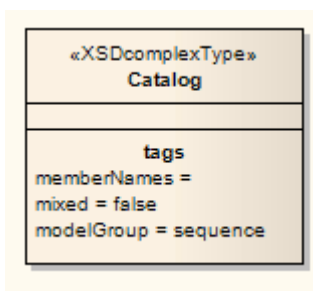 «XSDcomplexType»
Catalog
tags
memberNames =
mixed = false
modelGroup = sequence